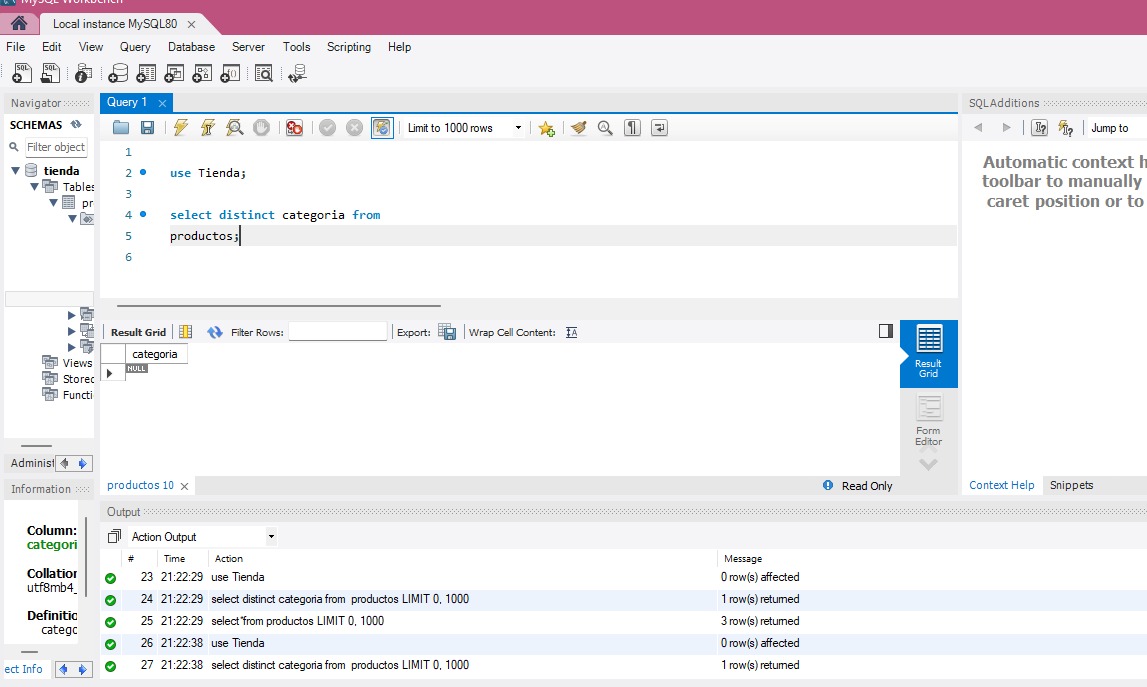 MySQL Workbench
Local instance MySQL80
File Edit View Query Database Server Tools Scripting Help
Navigator
SCHEMAS
Filter object
tienda
Tables
pr
Views
Stored
Functi
Administ
Information
Column:
categori
Collation
utf8mb4_
Definitio
catego
ect Info
Query 1
Limit to 1000 rows
1
2 use Tienda;
3
4 select distinct categoria from
5 productos;
6
Result Grid Filter Rows: Export: Wrap Cell Content:
categoria
NULL
Result
Grid
Form
Editor
productos 10
Read Only
Output
Action Output
# Time Action Message
23 21:22:29 use Tienda 0 row(s) affected
24 21:22:29 select distinct categoria from productos LIMIT 0, 1000 1 row(s) returned
25 21:22:29 select*from productos LIMIT 0, 1000 3 row(s) returned
26 21:22:38 use Tienda 0 row(s) affected
27 21:22:38 select distinct categoria from productos LIMIT 0, 1000 1 row(s) returned
SQLAdditions
Jump to
Automatic context h
toolbar to manually
caret position or to
Context Help Snippets